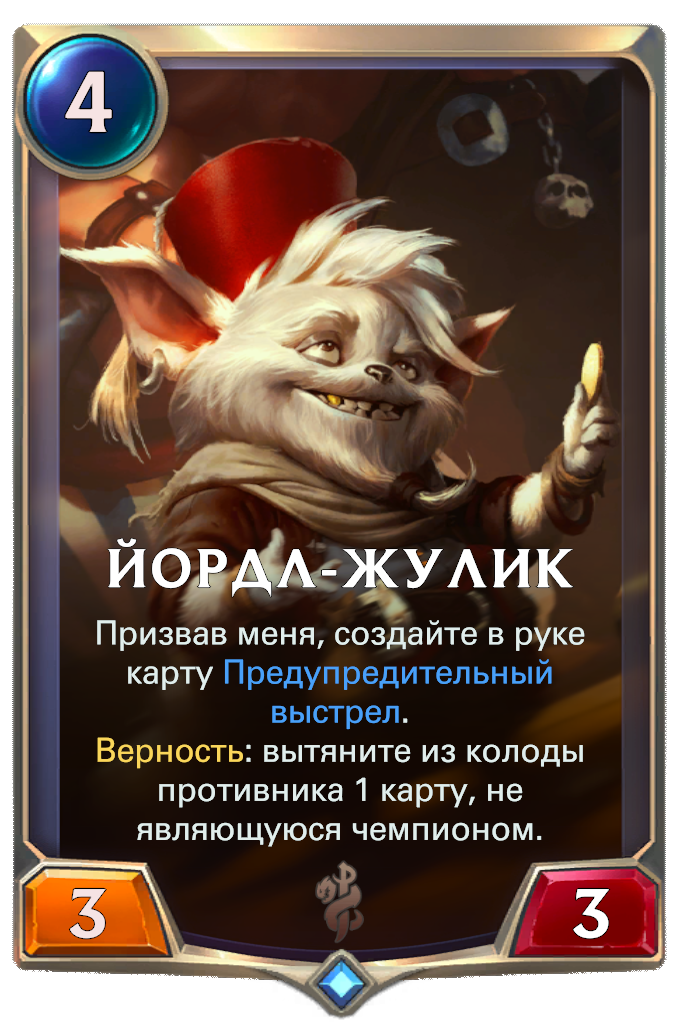 4
ЙОРДЛ-ЖУЛИК
Призвав меня, создайте в руке
карту Предупредительный
выстрел.
Верность: вытяните из колоды
противника 1 карту, не
являющуюся чемпионом.
3
3